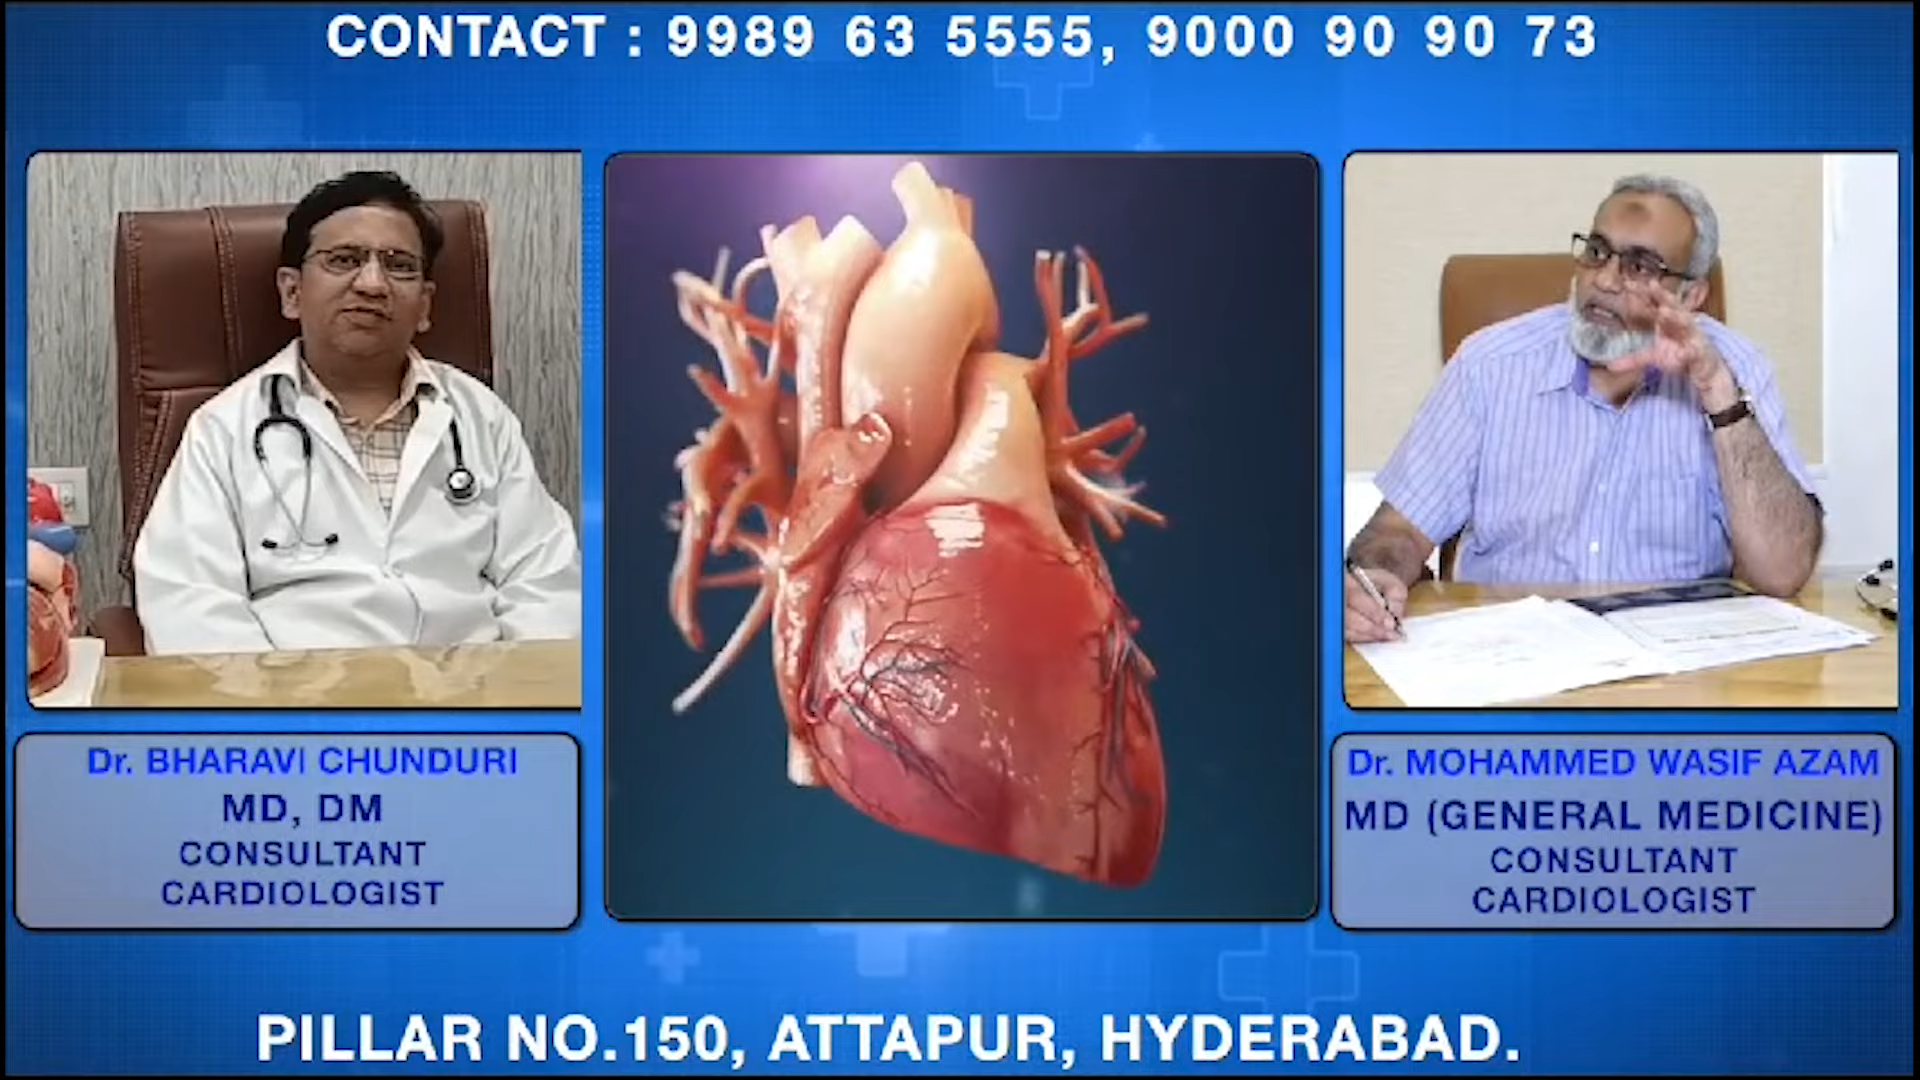 CONTACT : 9989 63 5555, 9000 90 90 73
Dr. BHARAVI CHUNDURI
MD, DM
CONSULTANT
CARDIOLOGIST
Dr. MOHAMMED WASIF AZAM
MD (GENERAL MEDICINE)
CONSULTANT
CARDIOLOGIST
PILLAR NO.150, ATTAPUR, HYDERABAD.